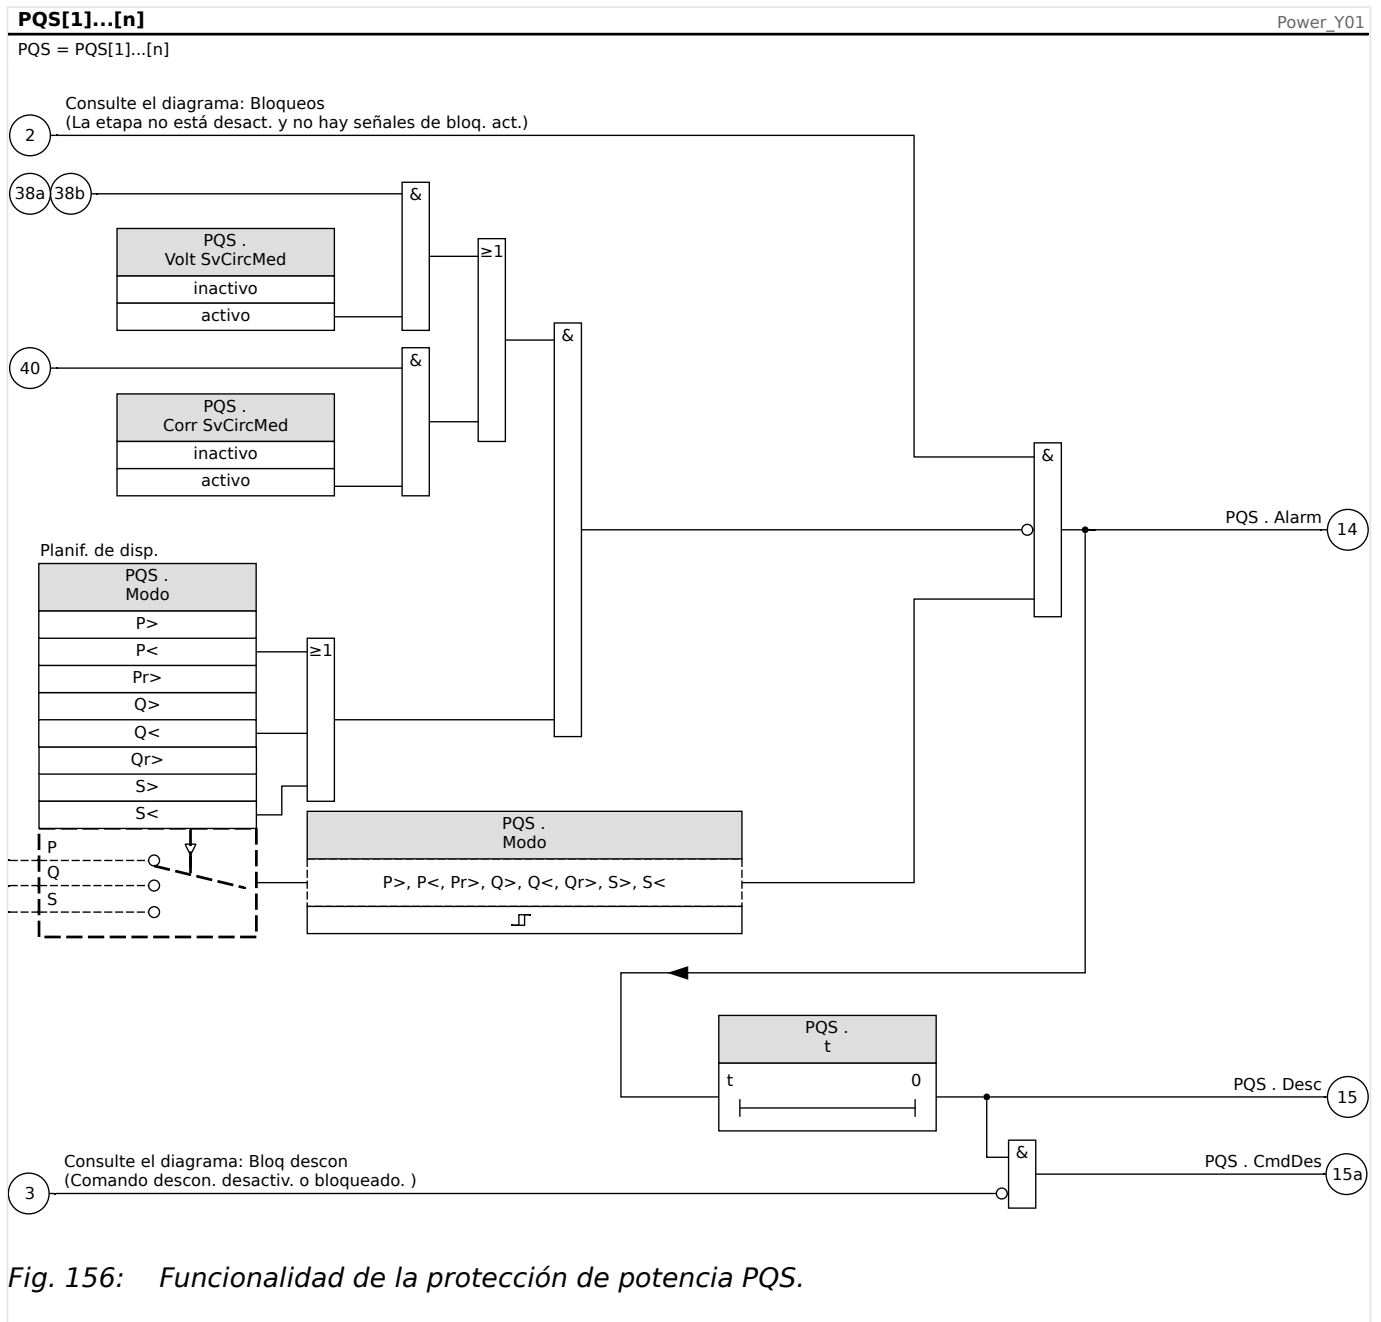 PQS[1]...[n]
Power_Y01
PQS = PQS[1]...[n]
Consulte el diagrama: Bloqueos
(La etapa no está desact. y no hay señales de bloq. act.)
2
38a
38b
&
PQS .
Volt SvCircMed
inactivo
activo
≥1
&
40
&
PQS .
Corr SvCircMed
inactivo
activo
&
PQS . Alarm
14
Planif. de disp.
PQS .
Modo
P>
P<
Pr>
Q>
Q<
Qr>
S>
S<
≥1
P
Q
S
PQS .
Modo
P>, P<, Pr>, Q>, Q<, Qr>, S>, S<
PQS .
t
t
0
PQS . Desc
15
Consulte el diagrama: Bloq descon
(Comando descon. desactiv. o bloqueado. )
3
&
PQS . CmdDes
15a
Fig. 156: Funcionalidad de la protección de potencia PQS.